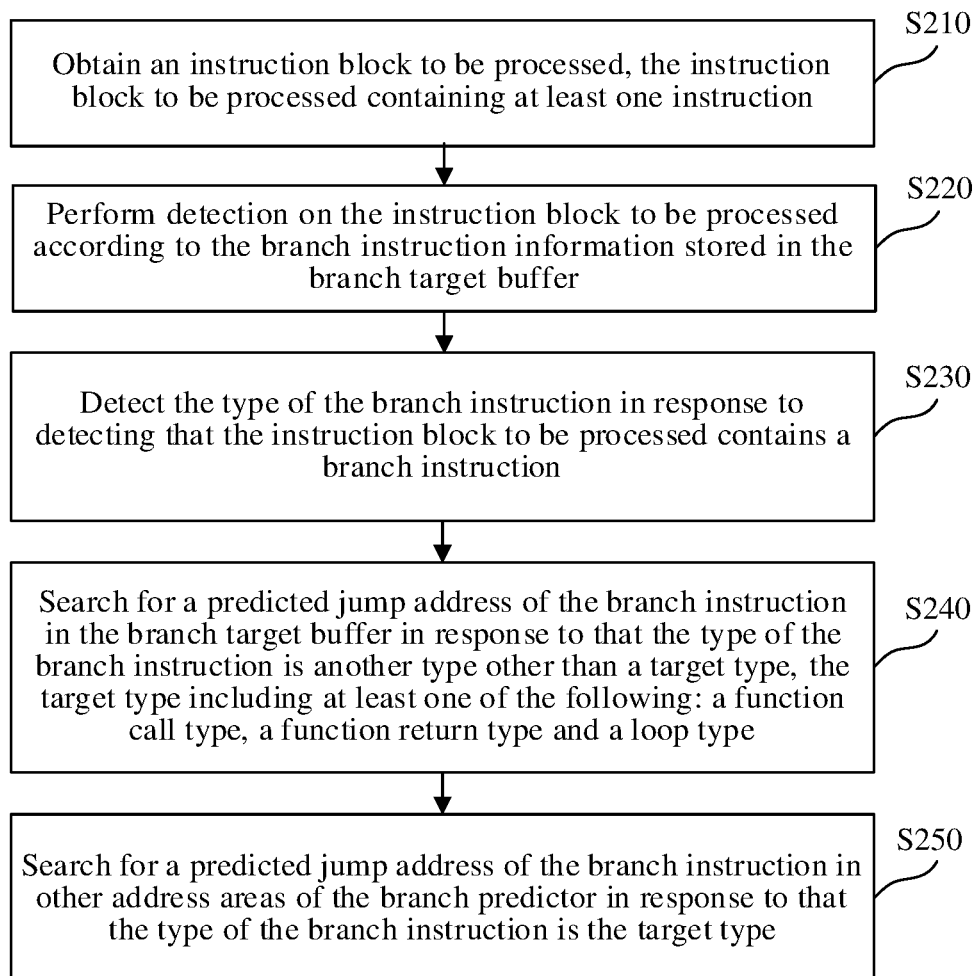 S210
Obtain an instruction block to be processed, the instruction
block to be processed containing at least one instruction
S220
Perform detection on the instruction block to be processed
according to the branch instruction information stored in the
branch target buffer
S230
Detect the type of the branch instruction in response to
detecting that the instruction block to be processed contains a
branch instruction
S240
Search for a predicted jump address of the branch instruction
in the branch target buffer in response to that the type of the
branch instruction is another type other than a target type, the
target type including at least one of the following: a function
call type, a function return type and a loop type
S250
Search for a predicted jump address of the branch instruction in
other address areas of the branch predictor in response to that
the type of the branch instruction is the target type